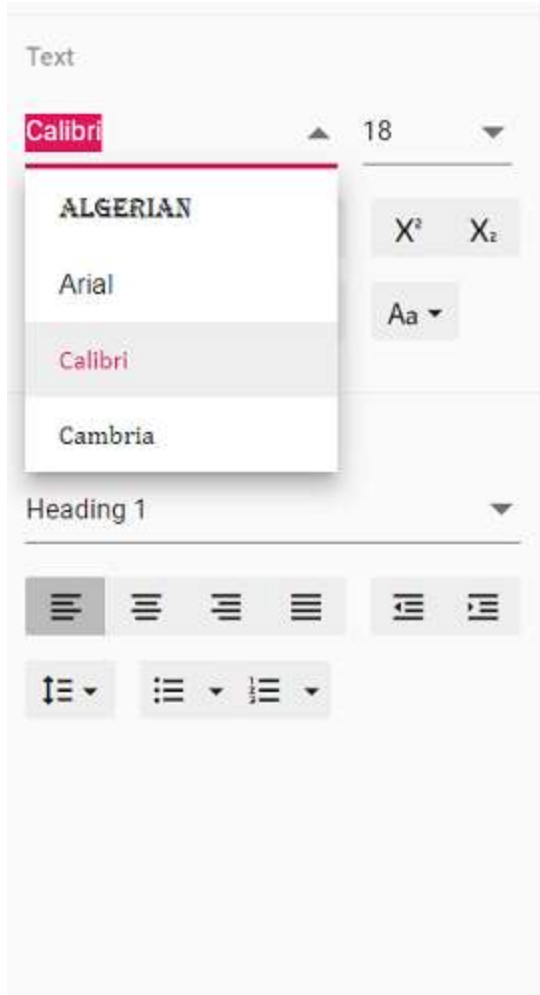 Text
Calibri 18
ALGERIAN
X² X₂
Arial
Aa
Calibri
Cambria
Heading 1